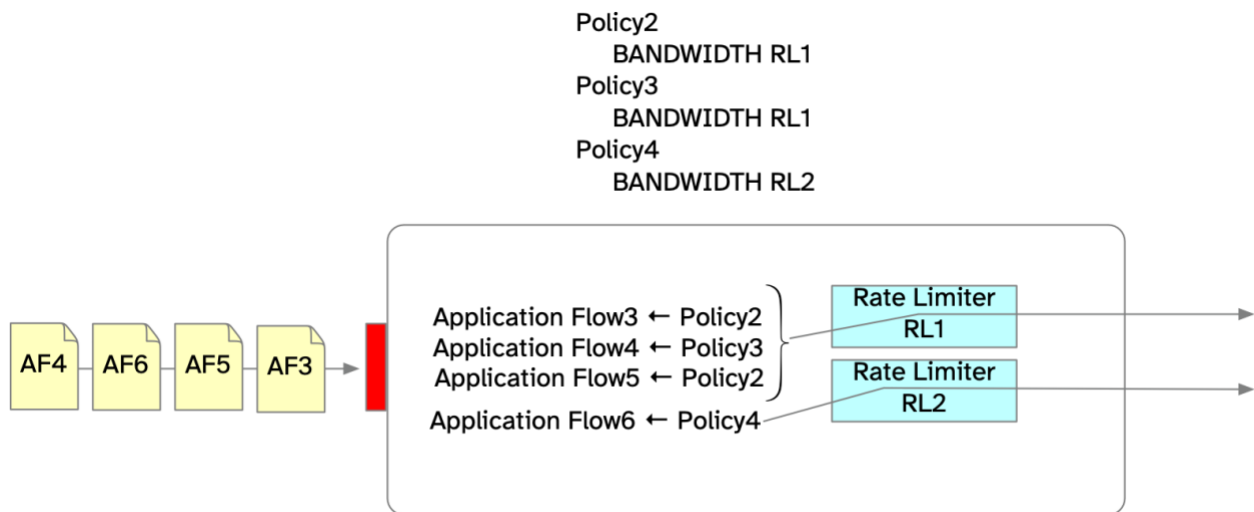 Policy2
BANDWIDTH RL1
Policy3
BANDWIDTH RL1
Policy4
BANDWIDTH RL2
AF4
AF6
AF5
AF3
Application Flow3 ← Policy2
Application Flow4 ← Policy3
Application Flow5 ← Policy2
Application Flow6 ← Policy4
Rate Limiter
RL1
Rate Limiter
RL2